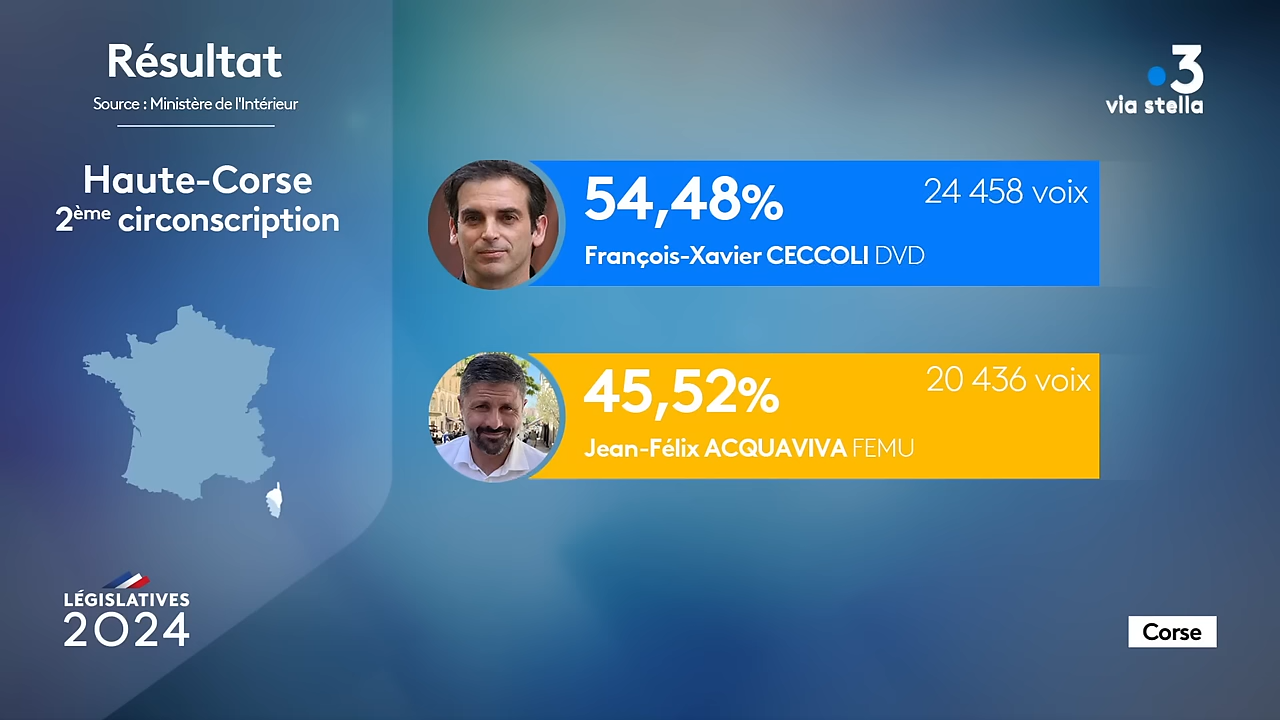 Résultat
Source : Ministère de l'Intérieur
Haute-Corse
2ème circonscription
3
via stella
54,48%
24 458 voix
François-Xavier CECCOLI DVD
45,52%
20 436 voix
Jean-Félix ACQUAVIVA FEMU
LÉGISLATIVES
2024
Corse